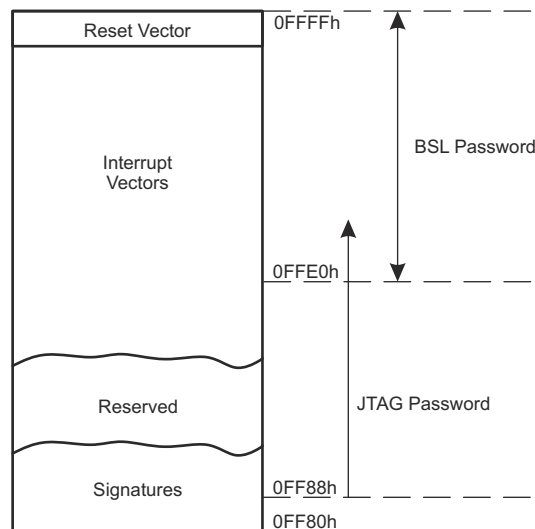 Reset Vector
0FFFFh
BSL Password
Interrupt
Vectors
0FFE0h
JTAG Password
Reserved
Signatures
0FF88h
0FF80h